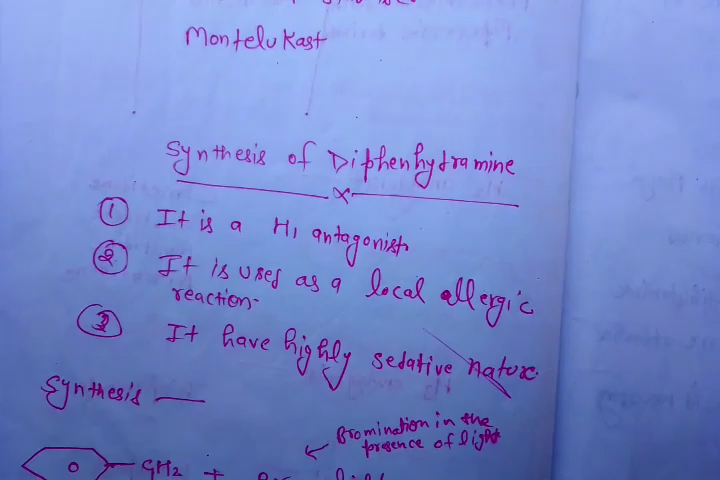 Montelukast
Synthesis of Diphenhydramine
① It is a H1 antagonist.
② It is used as a local allergic
reaction.
③ It have highly sedative nature.
Synthesis —
Bromination in the
presence of light
CH2 +